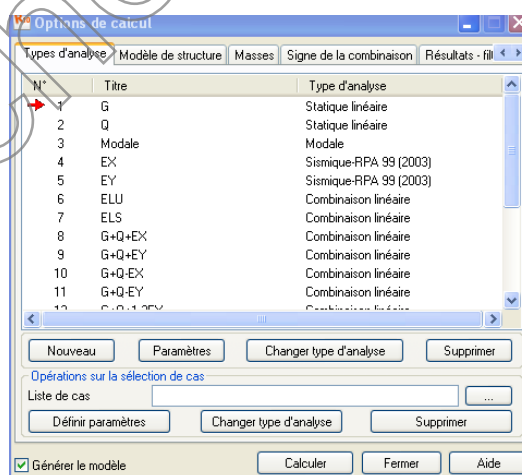 Options de calcul
Types d'analyse Modèle de structure Masses Signe de la combinaison Résultats - fil
N° Titre Type d'analyse
1 G Statique linéaire
2 Q Statique linéaire
3 Modale Modale
4 EX Sismique-RPA 99 (2003)
5 EY Sismique-RPA 99 (2003)
6 ELU Combinaison linéaire
7 ELS Combinaison linéaire
8 G+Q+EX Combinaison linéaire
9 G+Q+EY Combinaison linéaire
10 G+Q-EX Combinaison linéaire
11 G+Q-EY Combinaison linéaire
Nouveau Paramètres Changer type d'analyse Supprimer
Opérations sur la sélection de cas
Liste de cas ...
Définir paramètres Changer type d'analyse Supprimer
Générer le modèle Calculer Fermer Aide